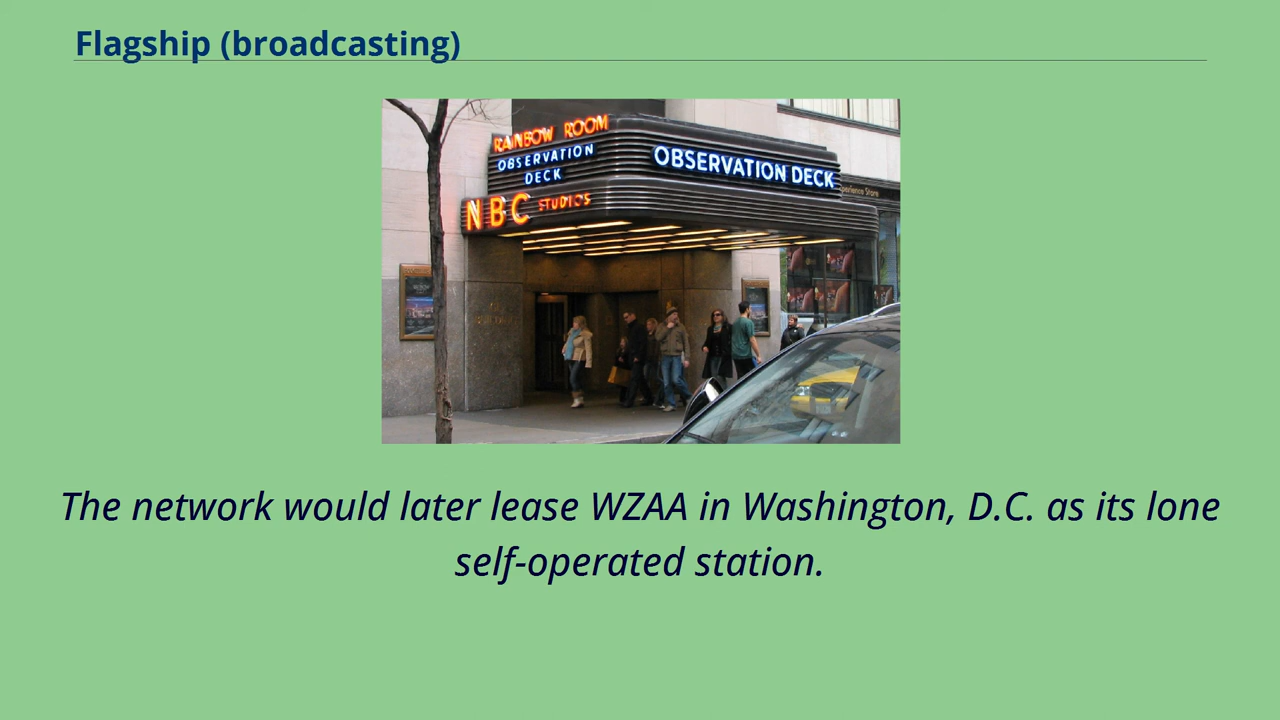 Flagship (broadcasting)
RAINBOW ROOM
OBSERVATION
DECK
OBSERVATION DECK
NBC STUDIOS
The network would later lease WZAA in Washington, D.C. as its lone
self-operated station.